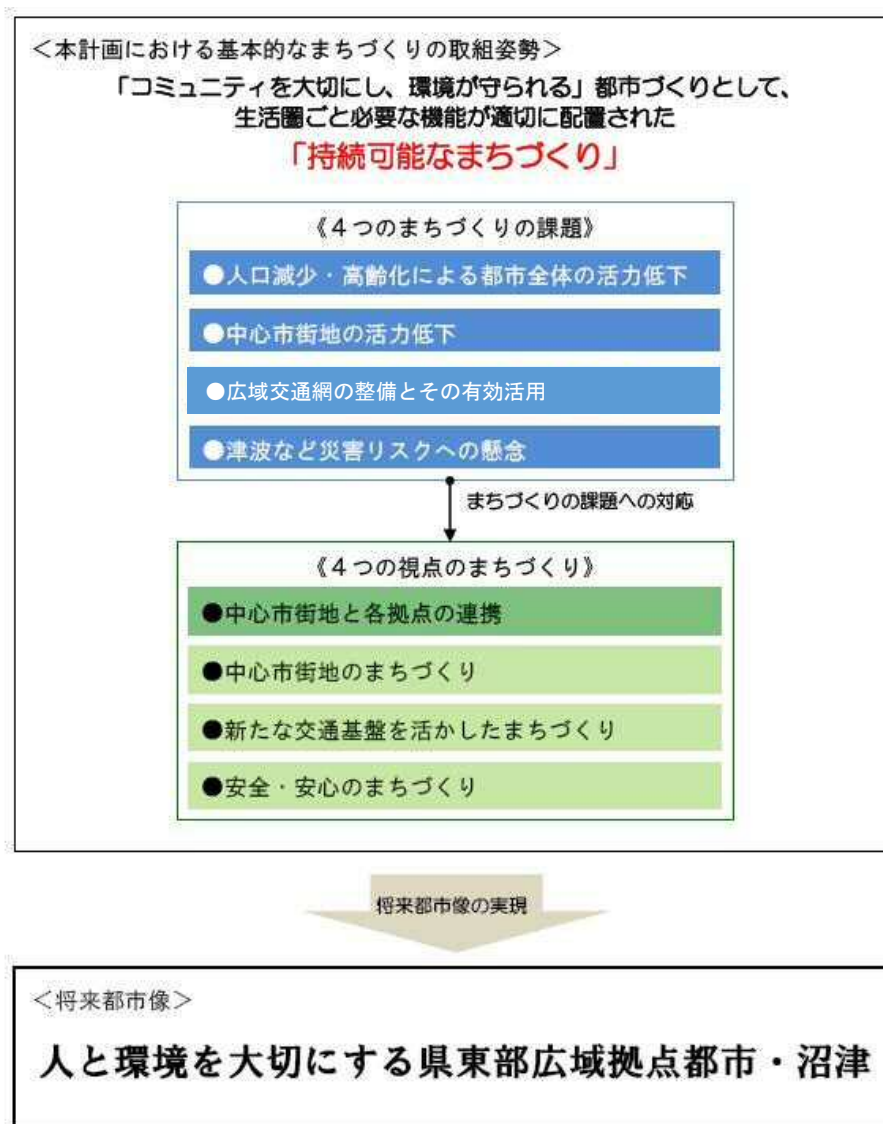 ＜本計画における基本的なまちづくりの取組姿勢＞
「コミュニティを大切にし、環境が守られる」都市づくりとして、
生活圏ごと必要な機能が適切に配置された
「持続可能なまちづくり」
《４つのまちづくりの課題》
●人口減少・高齢化による都市全体の活力低下
●中心市街地の活力低下
●広域交通網の整備とその有効活用
●津波など災害リスクへの懸念
まちづくりの課題への対応
《４つの視点のまちづくり》
●中心市街地と各拠点の連携
●中心市街地のまちづくり
●新たな交通基盤を活かしたまちづくり
●安全・安心のまちづくり
将来都市像の実現
＜将来都市像＞
人と環境を大切にする県東部広域拠点都市・沼津